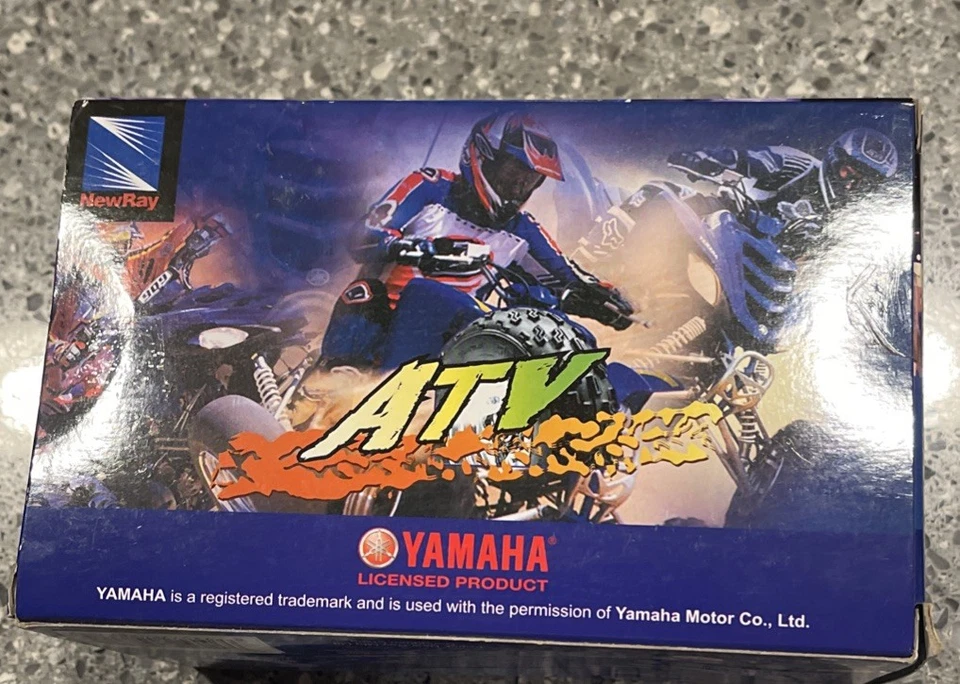 NewRay
ATV
YAMAHA®
LICENSED PRODUCT
YAMAHA is a registered trademark and is used with the permission of Yamaha Motor Co., Ltd.